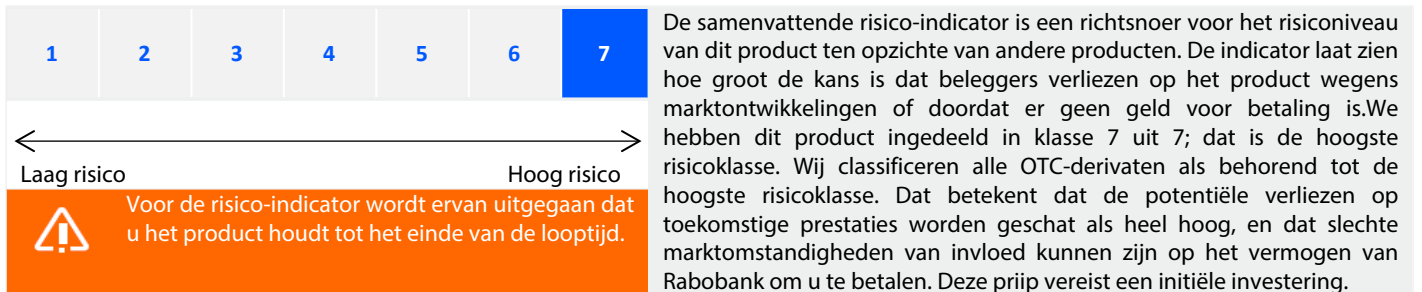 1 2 3 4 5 6 7
Laag risico Hoog risico
Voor de risico-indicator wordt ervan uitgegaan dat
u het product houdt tot het einde van de looptijd.
De samenvattende risico-indicator is een richtsnoer voor het risiconiveau
van dit product ten opzichte van andere producten. De indicator laat zien
hoe groot de kans is dat beleggers verliezen op het product wegens
marktontwikkelingen of doordat er geen geld voor betaling is.We
hebben dit product ingedeeld in klasse 7 uit 7; dat is de hoogste
risicoklasse. Wij classificeren alle OTC-derivaten als behorend tot de
hoogste risicoklasse. Dat betekent dat de potentiële verliezen op
toekomstige prestaties worden geschat als heel hoog, en dat slechte
marktomstandigheden van invloed kunnen zijn op het vermogen van
Rabobank om u te betalen. Deze priip vereist een initiële investering.